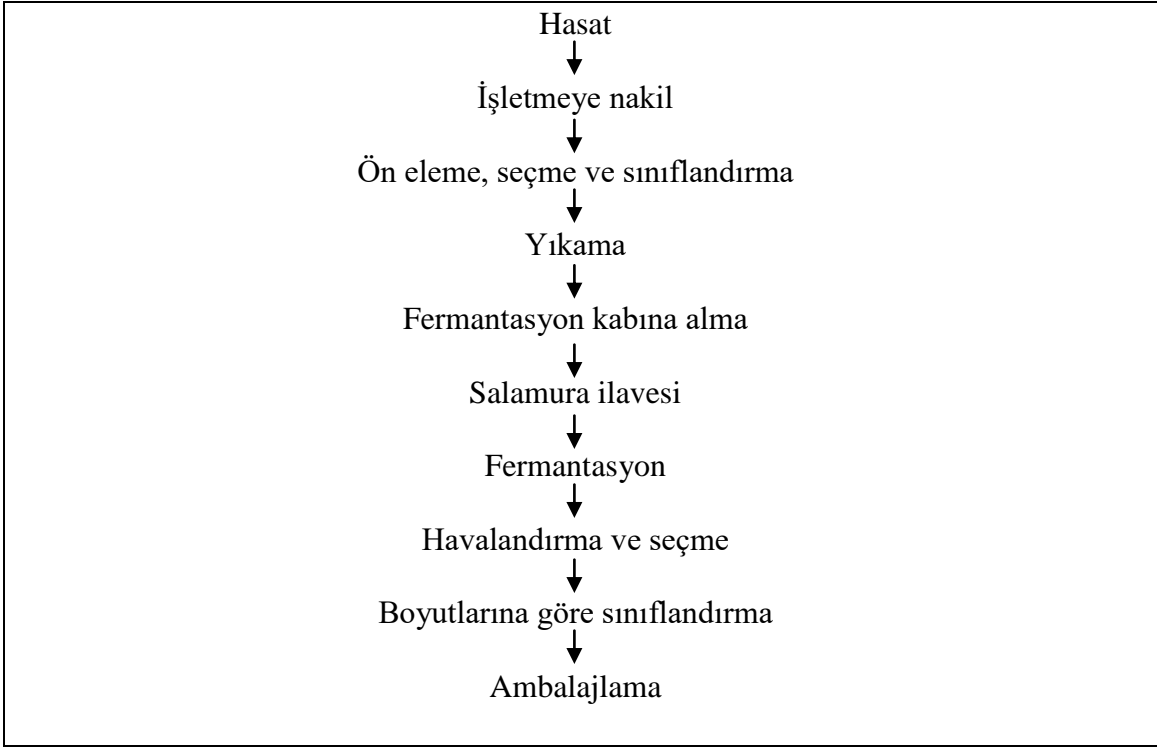 Hasat
İşletmeye nakil
Ön eleme, seçme ve sınıflandırma
Yıkama
Fermantasyon kabına alma
Salamura ilavesi
Fermantasyon
Havalandırma ve seçme
Boyutlarına göre sınıflandırma
Ambalajlama